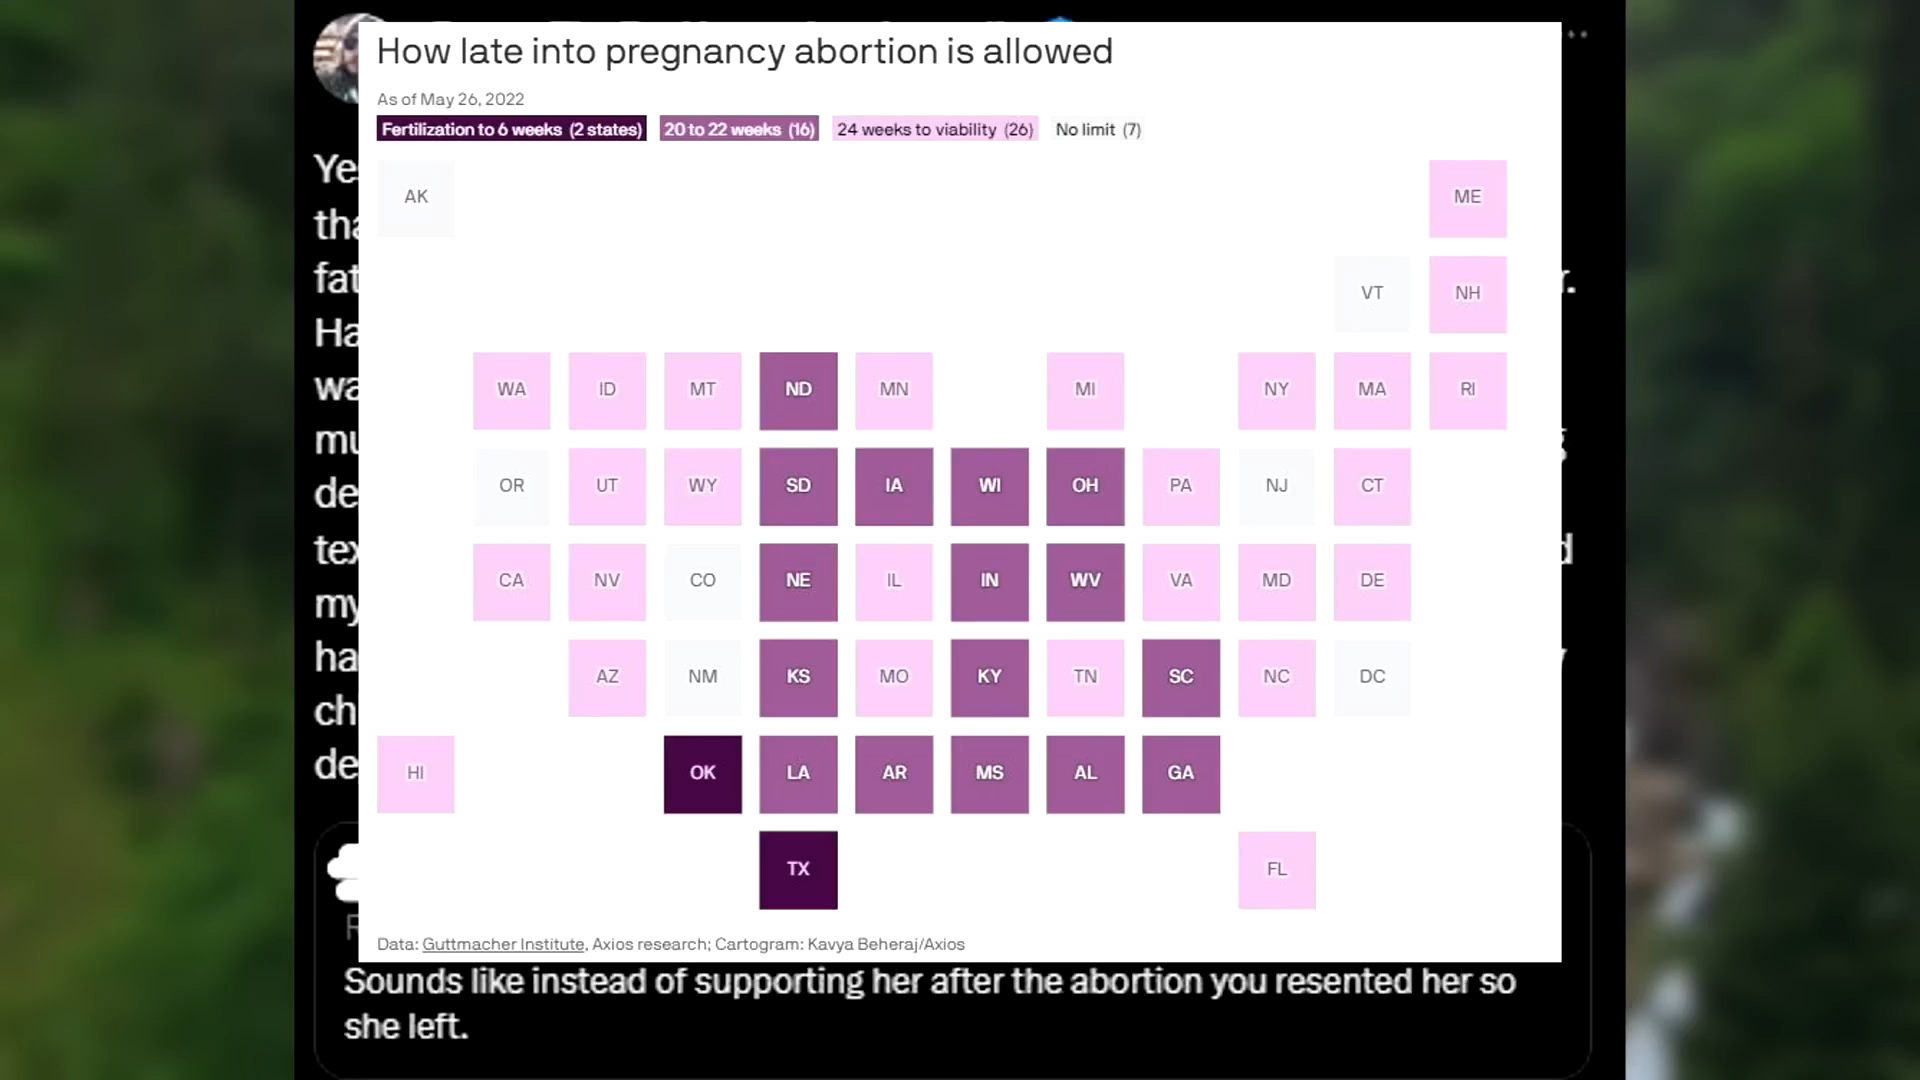 How late into pregnancy abortion is allowed
As of May 26, 2022
Fertilization to 6 weeks (2 states) 20 to 22 weeks (16) 24 weeks to viability (26) No limit (7)
AK ME
VT NH
WA ID MT ND MN MI NY MA RI
OR UT WY SD IA WI OH PA NJ CT
CA NV CO NE IL IN WV VA MD DE
AZ NM KS MO KY TN SC NC DC
HI OK LA AR MS AL GA
TX FL
Data: Guttmacher Institute, Axios research; Cartogram: Kavya Beheraj/Axios
Sounds like instead of supporting her after the abortion you resented her so
she left.